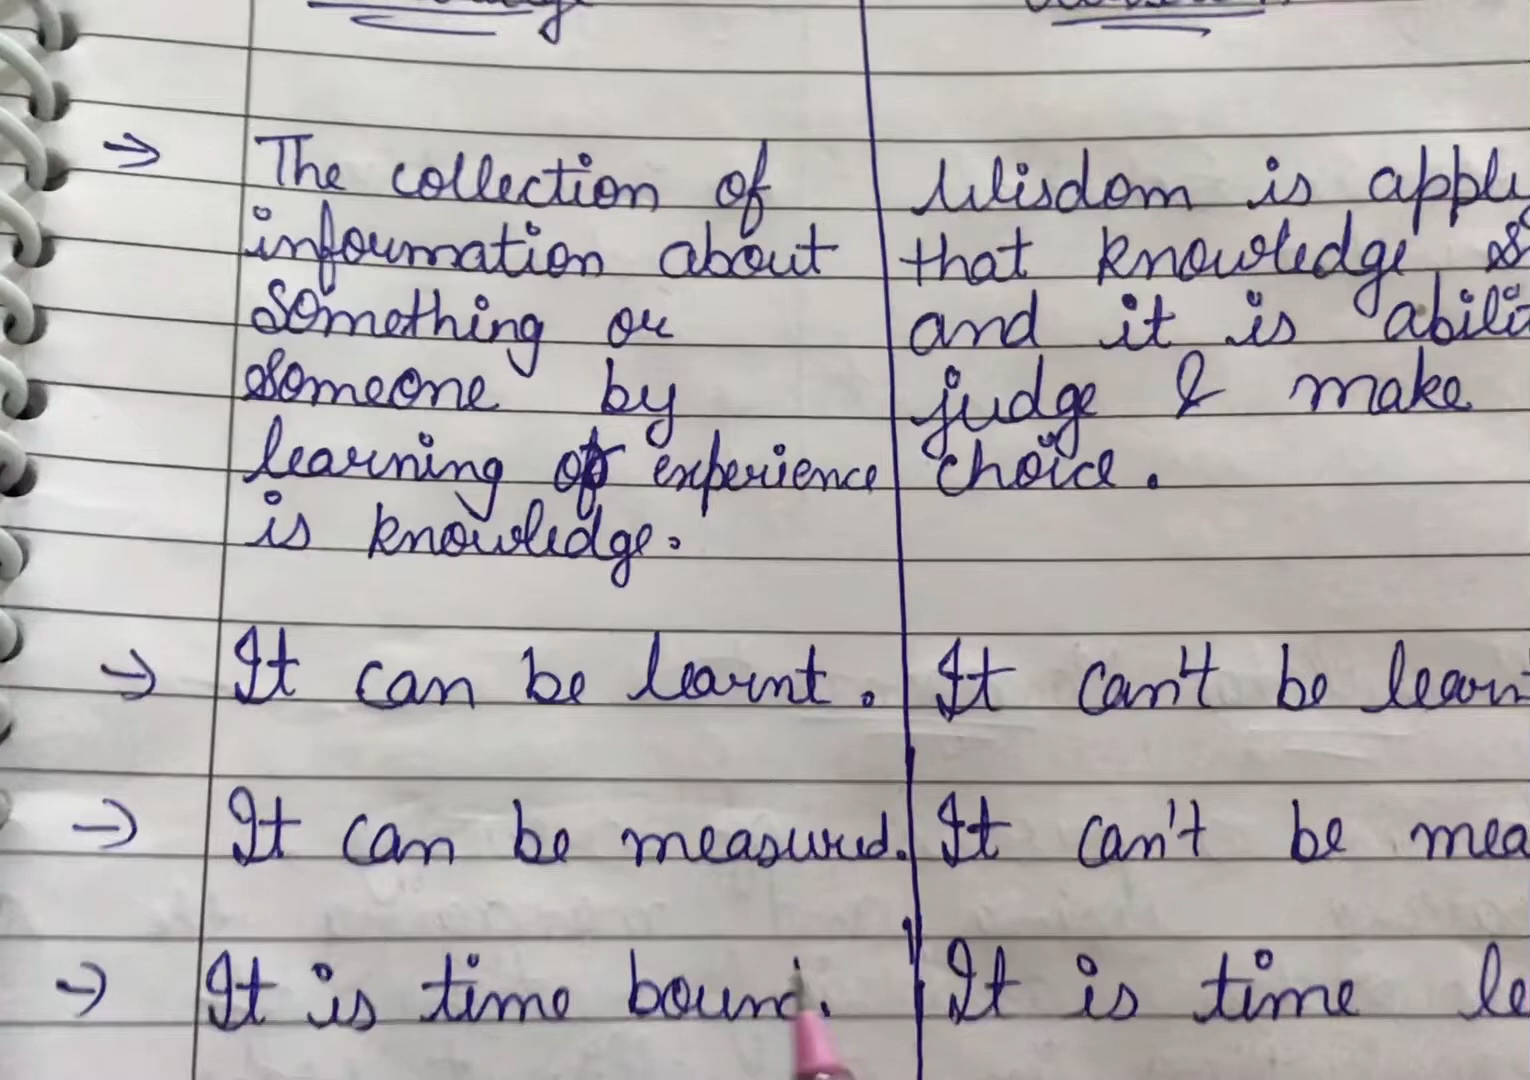 The collection of
information about
Something or
someone by
learning of experience
is knowledge.
Wisdom is
that knowledge
and it is
judge & make
choice.
It can be learnt.
It can't be
It can be measured.
It can't be
It is time bound.
It is time